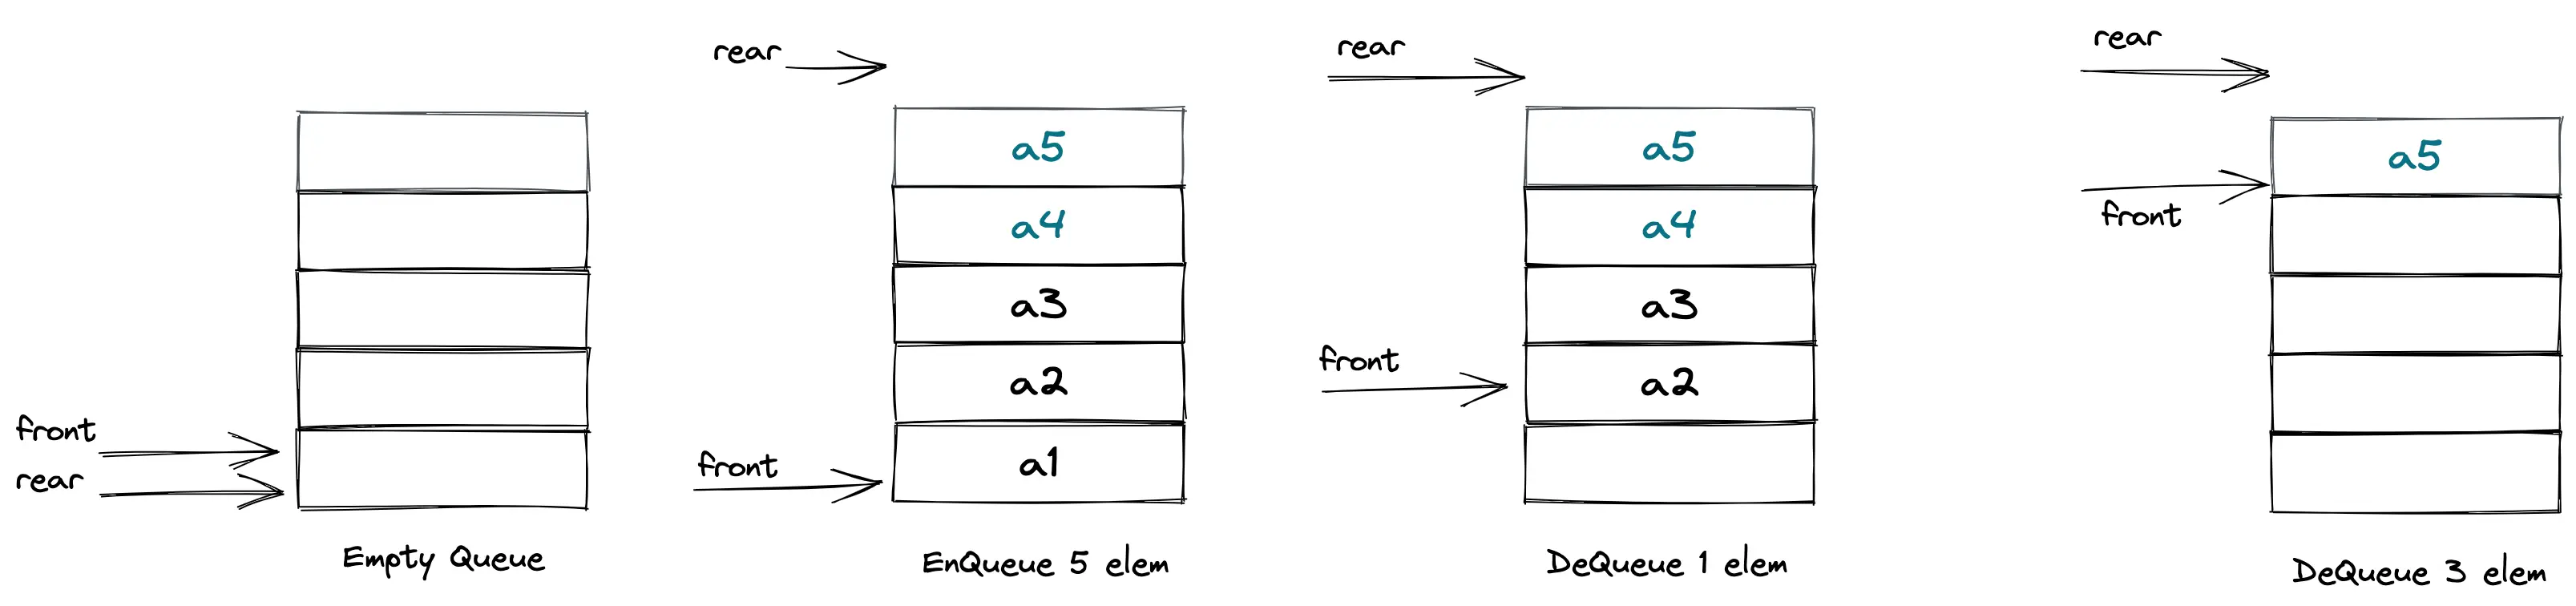 front
rear
Empty Queue
rear
a5
a4
a3
a2
a1
front
EnQueue 5 elem
rear
a5
a4
a3
front
a2
DeQueue 1 elem
rear
a5
front
DeQueue 3 elem